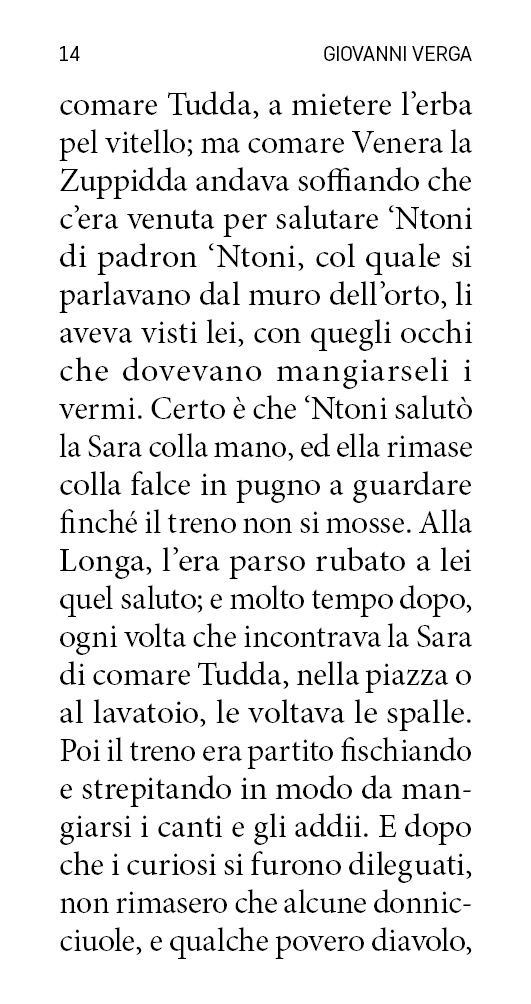 14 GIOVANNI VERGA
comare Tudda, a mietere l’erba
pel vitello; ma comare Venera la
Zuppidda andava soffiando che
c’era venuta per salutare ‘Ntoni
di padron ‘Ntoni, col quale si
parlavano dal muro dell’orto, li
aveva visti lei, con quegli occhi
che dovevano mangiarseli i
vermi. Certo è che ‘Ntoni salutò
la Sara colla mano, ed ella rimase
colla falce in pugno a guardare
finché il treno non si mosse. Alla
Longa, l’era parso rubato a lei
quel saluto; e molto tempo dopo,
ogni volta che incontrava la Sara
di comare Tudda, nella piazza o
al lavatoio, le voltava le spalle.
Poi il treno era partito fischiando
e strepitando in modo da man-
giarsi i canti e gli addii. E dopo
che i curiosi si furono dileguati,
non rimasero che alcune donnic-
ciuole, e qualche povero diavolo,